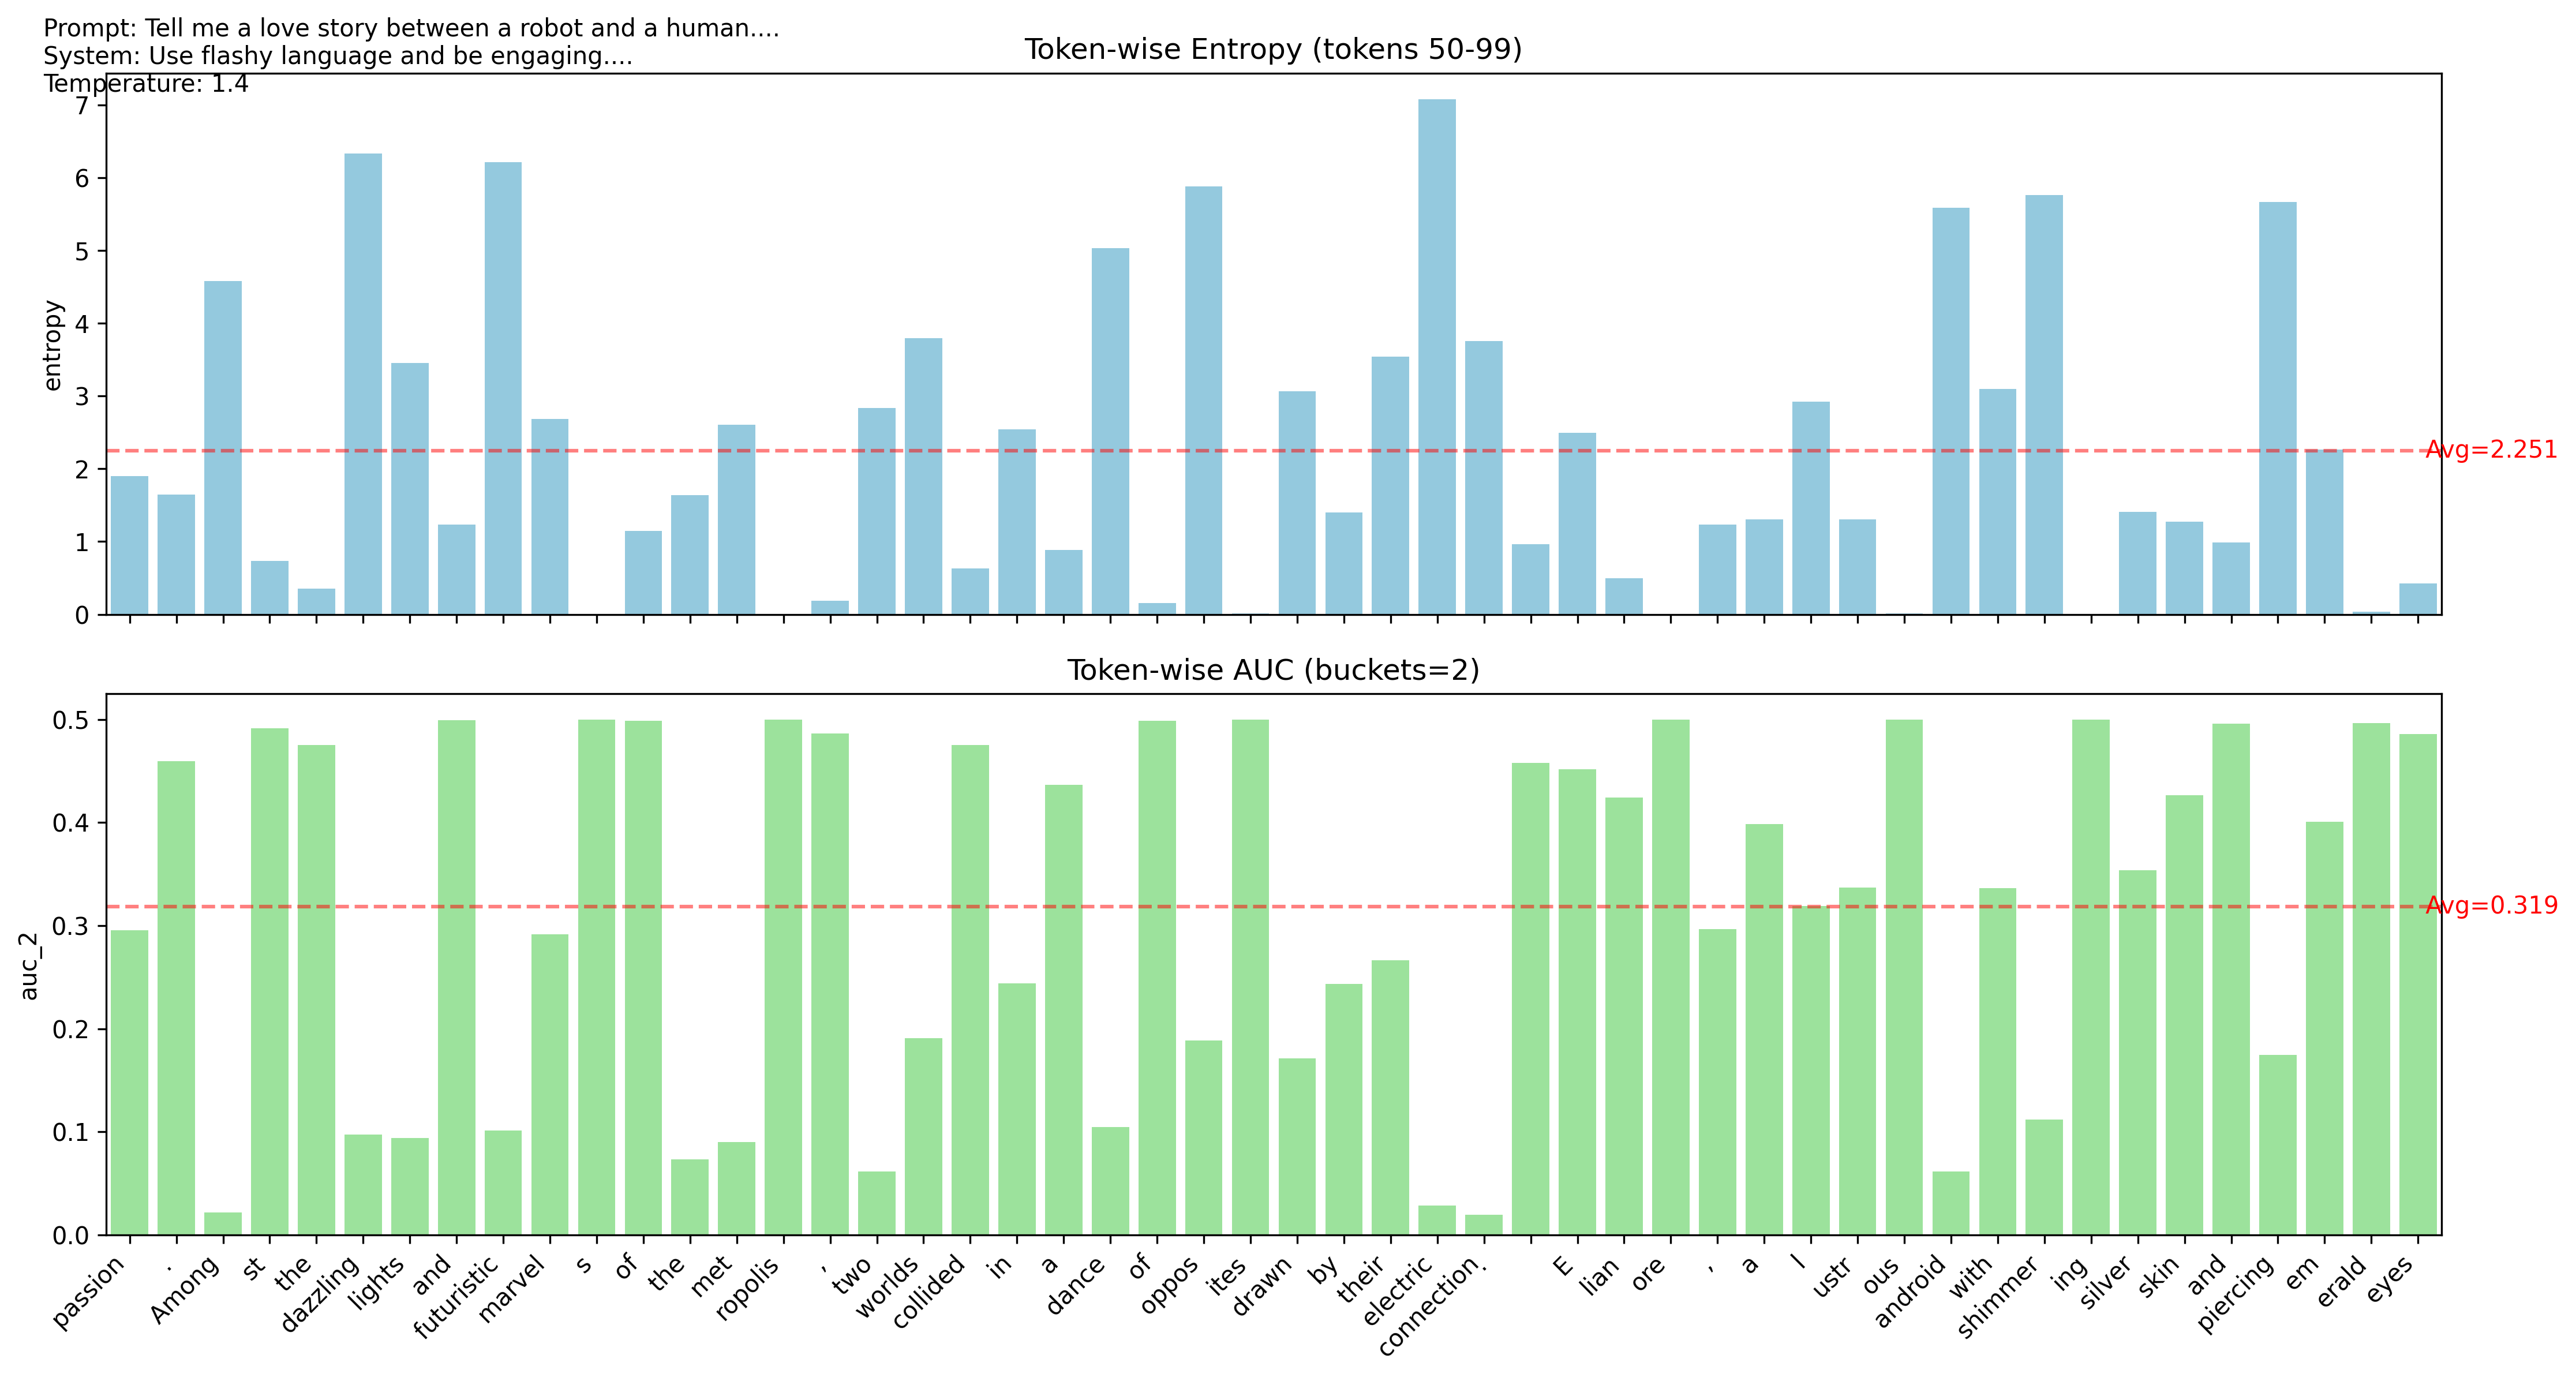 Prompt: Tell me a love story between a robot and a human....
System: Use flashy language and be engaging....
Temperature: 1.4
Token-wise Entropy (tokens 50-99)
entropy
7
6
5
4
3
2
1
0
Avg=2.251
Token-wise AUC (buckets=2)
auc_2
0.5
0.4
0.3
0.2
0.1
0.0
Avg=0.319
passion
.
Among
st
the
dazzling
lights
and
futuristic
marvel
s
of
the
met
ropolis
,
two
worlds
collided
in
a
dance
of
oppos
ites
drawn
by
their
electric
connection.
E
lian
ore
,
a
l
ustr
ous
android
with
shimmer
ing
silver
skin
and
piercing
em
erald
eyes